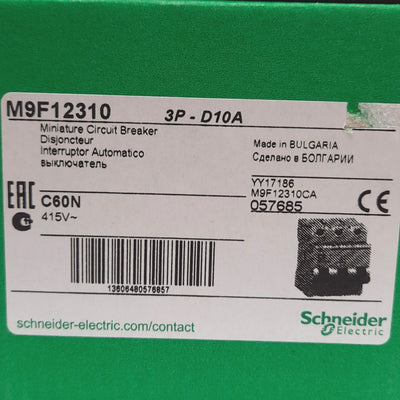 M9F12310 3P - D10A
Miniature Circuit Breaker
Disjoncteur
Interruptor Automatico
выключатель
Made in BULGARIA
Сделано в БОЛГАРИИ
YY17186
M9F12310CA
057685
EAC
C60N
415V~
CE
13606480576857
schneider-electric.com/contact
Schneider
Electric